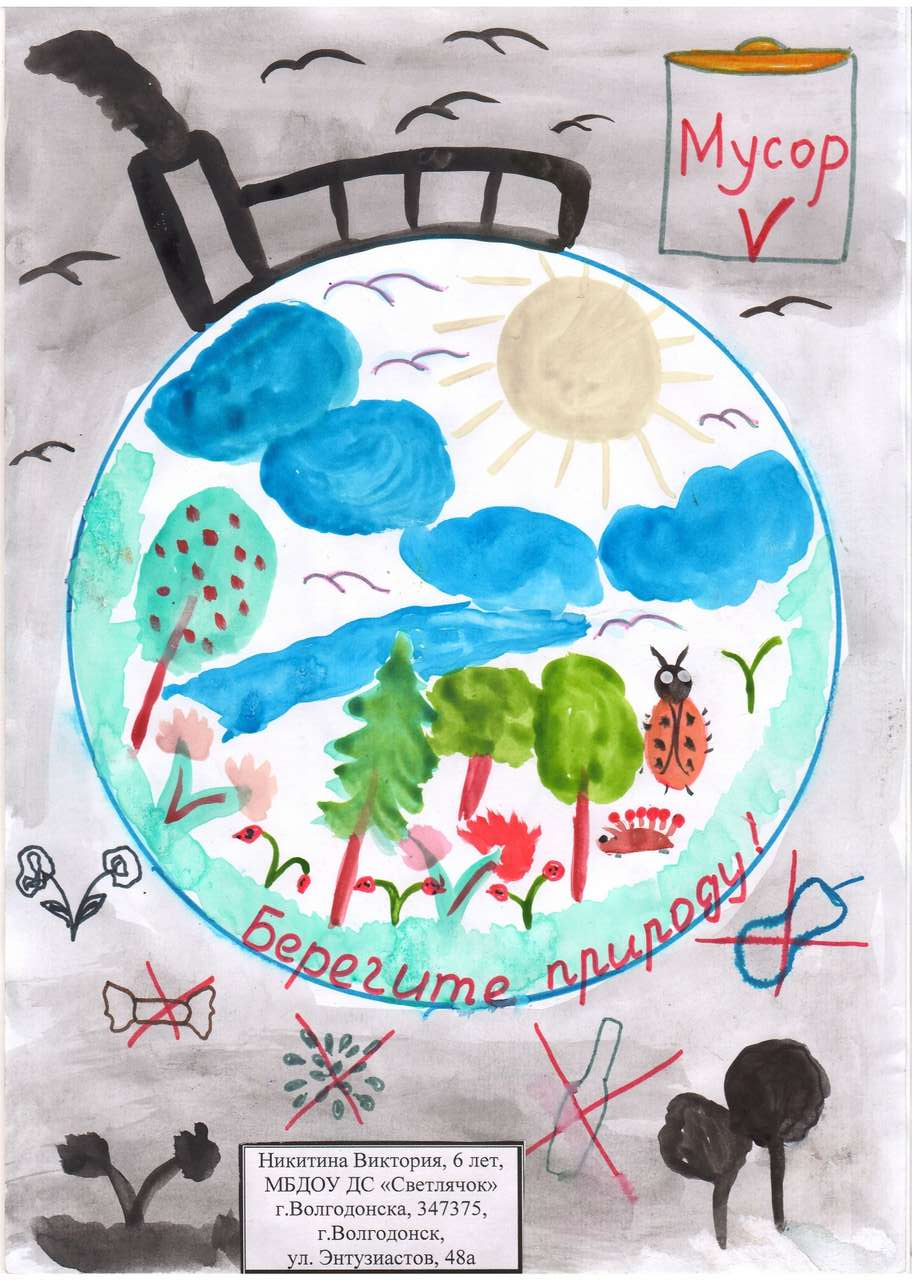 Мусор
Берегите природу!
Никитина Виктория, 6 лет,
МБДОУ ДС «Светлячок»
г.Волгодонска, 347375,
г.Волгодонск,
ул. Энтузиастов, 48а